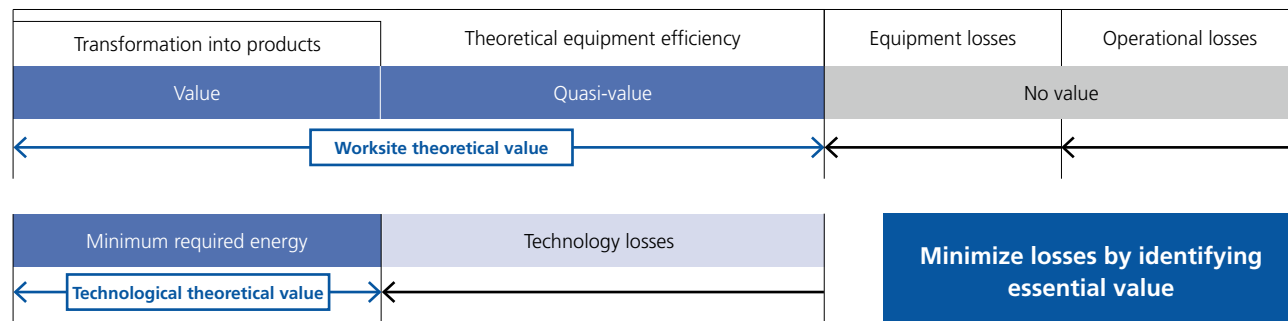 Transformation into products
Theoretical equipment efficiency
Equipment losses
Operational losses
Value
Quasi-value
No value
Worksite theoretical value
Minimum required energy
Technology losses
Technological theoretical value
Minimize losses by identifying
essential value